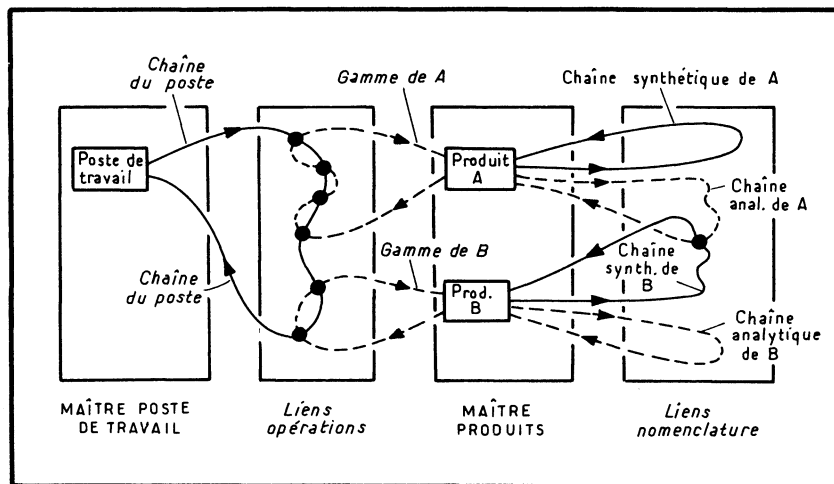 Chaîne
du poste
Gamme de A
Chaîne synthétique de A
Poste de
travail
Produit
A
Chaîne
anal. de A
Gamme de B
Chaîne
synth. de
B
Chaîne
du poste
Prod.
B
Chaîne
analytique
de B
MAÎTRE POSTE
DE TRAVAIL
Liens
opérations
MAÎTRE
PRODUITS
Liens
nomenclature